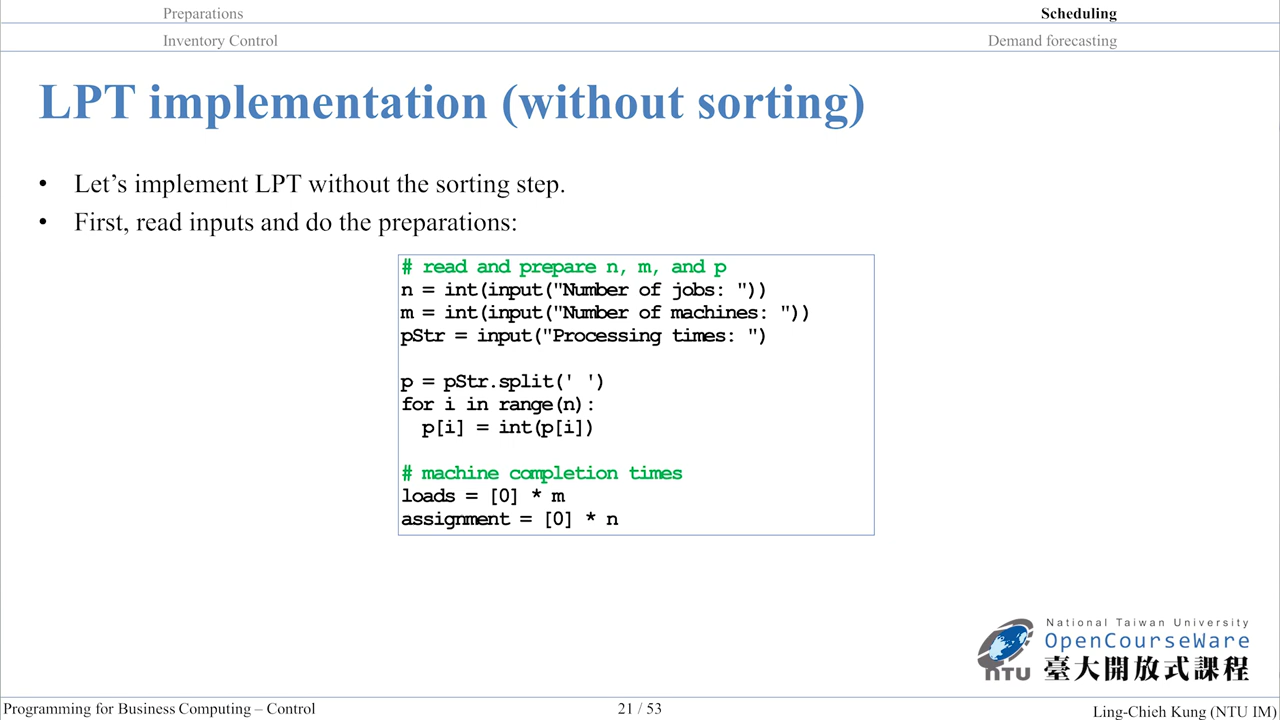 Preparations
Scheduling
Inventory Control
Demand forecasting
LPT implementation (without sorting)
• Let’s implement LPT without the sorting step.
• First, read inputs and do the preparations:
# read and prepare n, m, and p
n = int(input("Number of jobs: "))
m = int(input("Number of machines: "))
pStr = input("Processing times: ")
p = pStr.split(' ')
for i in range(n):
  p[i] = int(p[i])
# machine completion times
loads = [0] * m
assignment = [0] * n
National Taiwan University
OpenCourseWare
臺大開放式課程
NTU
Programming for Business Computing – Control
21 / 53
Ling-Chieh Kung (NTU IM)